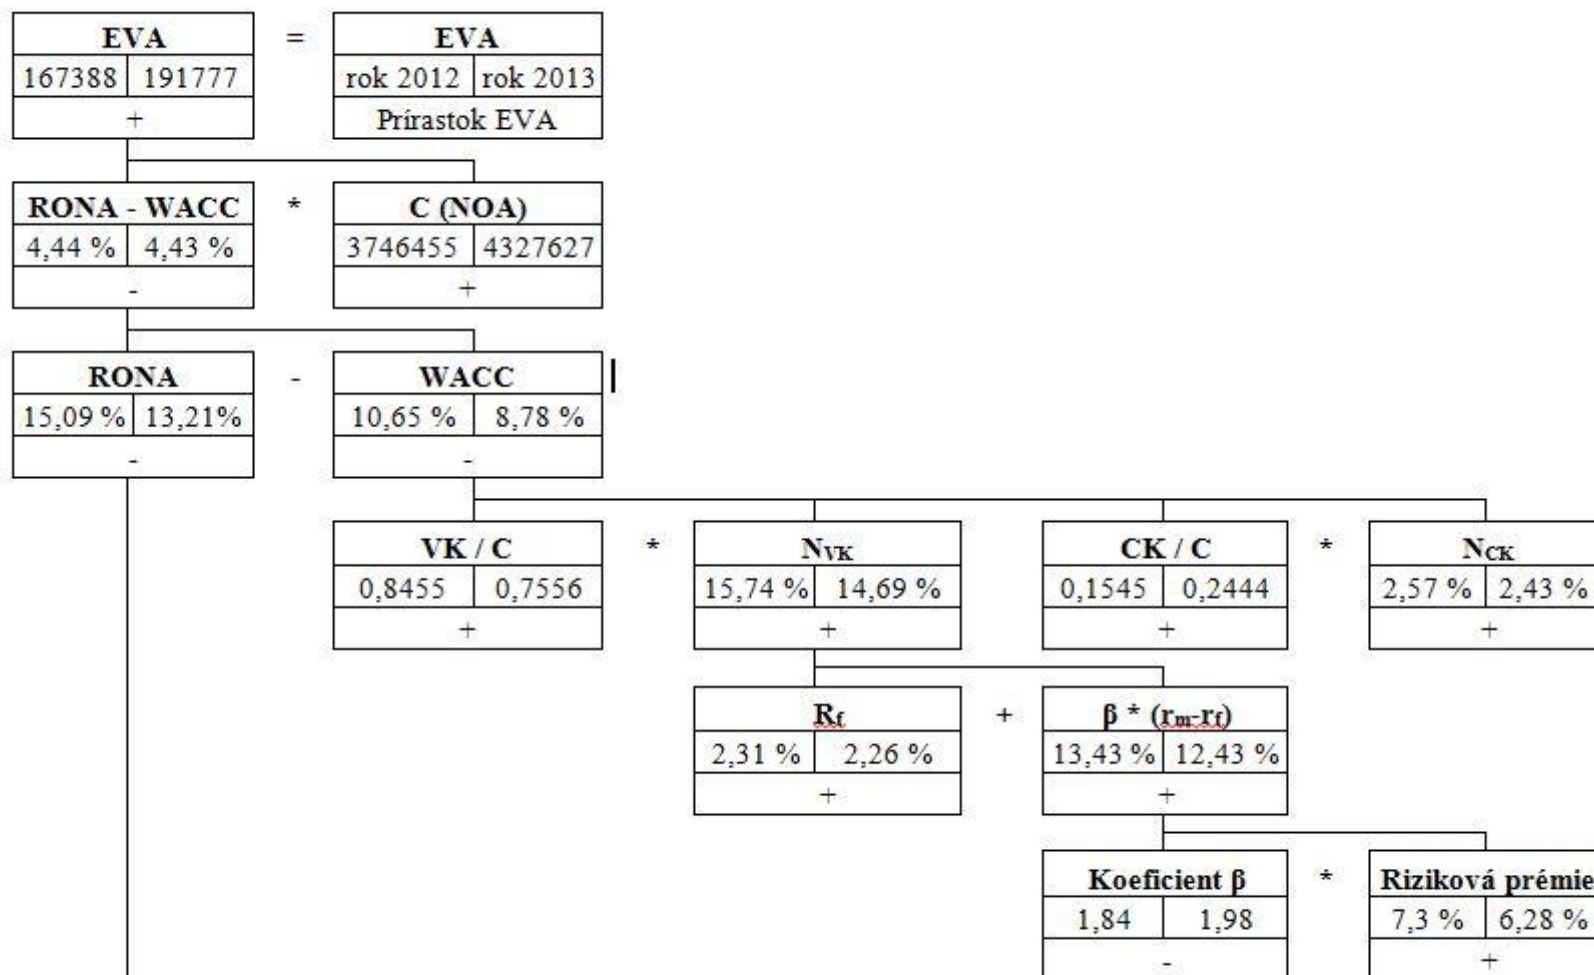 EVA = EVA
167388 191777 rok 2012 rok 2013
+ Prírastok EVA
RONA - WACC * C (NOA)
4,44 % 4,43 % 3746455 4327627
- +
RONA - WACC
15,09 % 13,21% 10,65 % 8,78 %
- -
VK / C * NVK CK / C * NCK
0,8455 0,7556 15,74 % 14,69 % 0,1545 0,2444 2,57 % 2,43 %
+ + + +
Rf + β * (rm-rf)
2,31 % 2,26 % 13,43 % 12,43 %
+ +
Koeficient β * Riziková prémie
1,84 1,98 7,3 % 6,28 %
- +